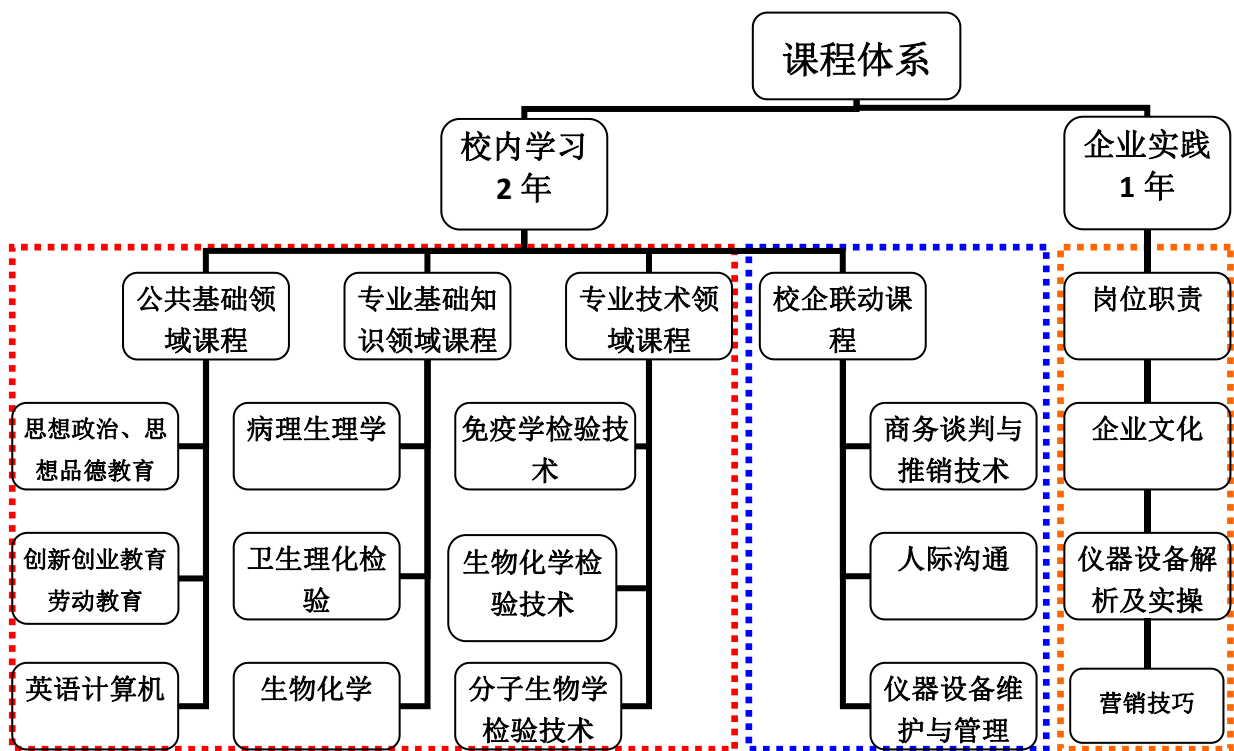 课程体系
校内学习
2 年
企业实践
1 年
公共基础领
域课程
专业基础知
识领域课程
专业技术领
域课程
校企联动课
程
岗位职责
思想政治、思
想品德教育
病理生理学
免疫学检验技
术
商务谈判与
推销技术
企业文化
创新创业教育
劳动教育
卫生理化检
验
生物化学检
验技术
人际沟通
仪器设备解
析及实操
英语计算机
生物化学
分子生物学
检验技术
仪器设备维
护与管理
营销技巧